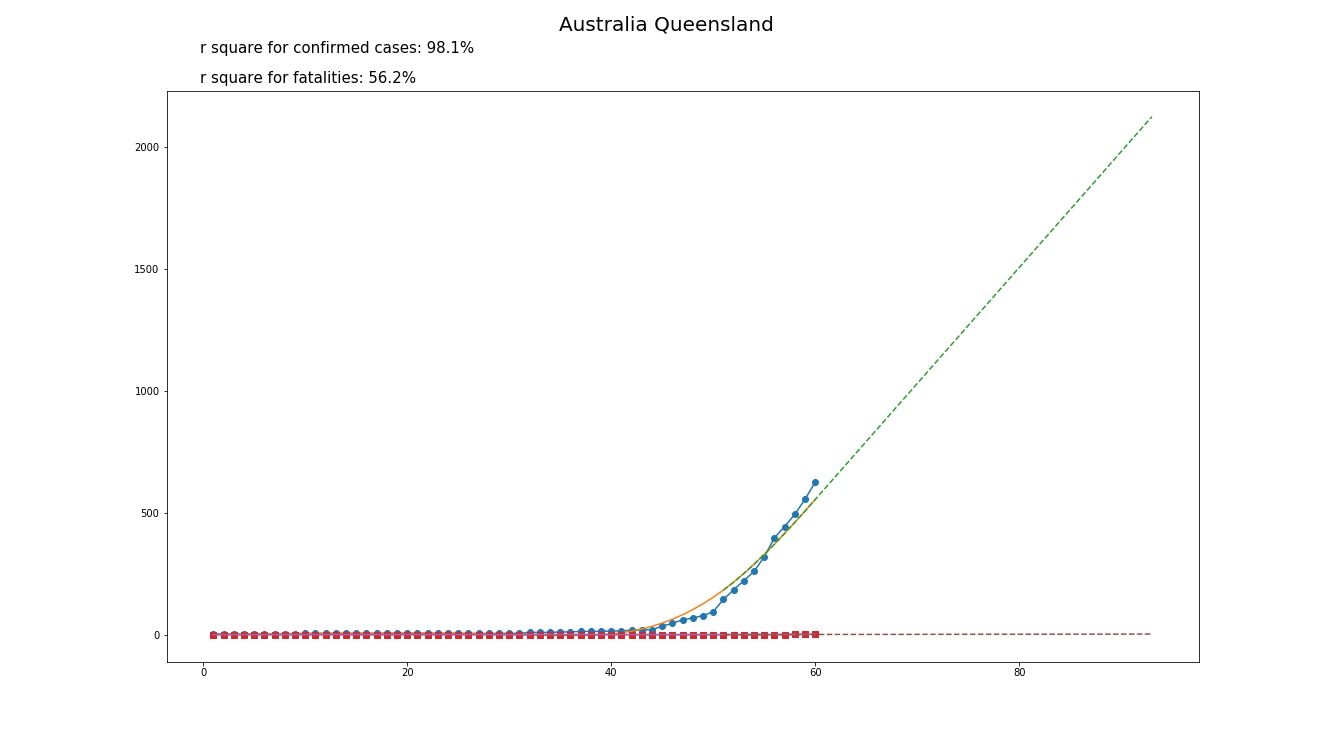 Australia Queensland
r square for confirmed cases: 98.1%
r square for fatalities: 56.2%
2000
1500
1000
500
0
0 20 40 60 80